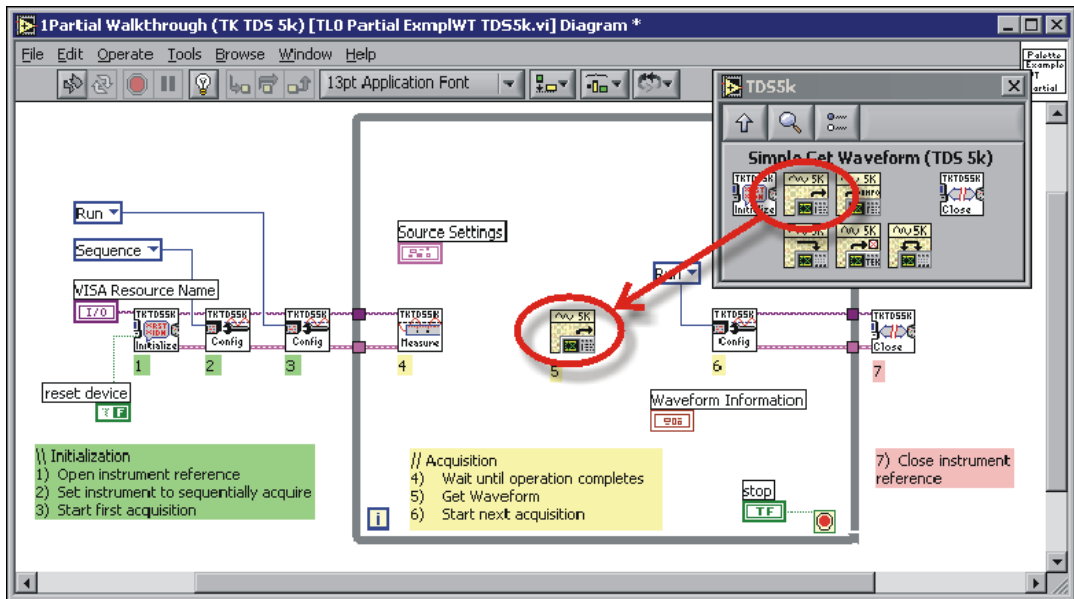 1Partial Walkthrough (TK TDS 5k) [TL0 Partial ExmplWT TDS5k.vi] Diagram *
File Edit Operate Tools Browse Window Help
13pt Application Font
Palette
Example
TDS5k
Simple Get Waveform (TDS 5k)
TKTDS5K
Initialize
5K
5K
TKTDS5K
Close
5K
5K
TEK
5K
Run
Sequence
VISA Resource Name
I/O
Source Settings
Run
TKTDS5K
Initialize
TKTDS5K
Config
TKTDS5K
Config
TKTDS5K
Measure
5K
TKTDS5K
Config
TKTDS5K
Close
1
2
3
4
5
6
7
reset device
F
Waveform Information
\\ Initialization
1) Open instrument reference
2) Set instrument to sequentially acquire
3) Start first acquisition
// Acquisition
4) Wait until operation completes
5) Get Waveform
6) Start next acquisition
7) Close instrument
reference
stop
TF
i